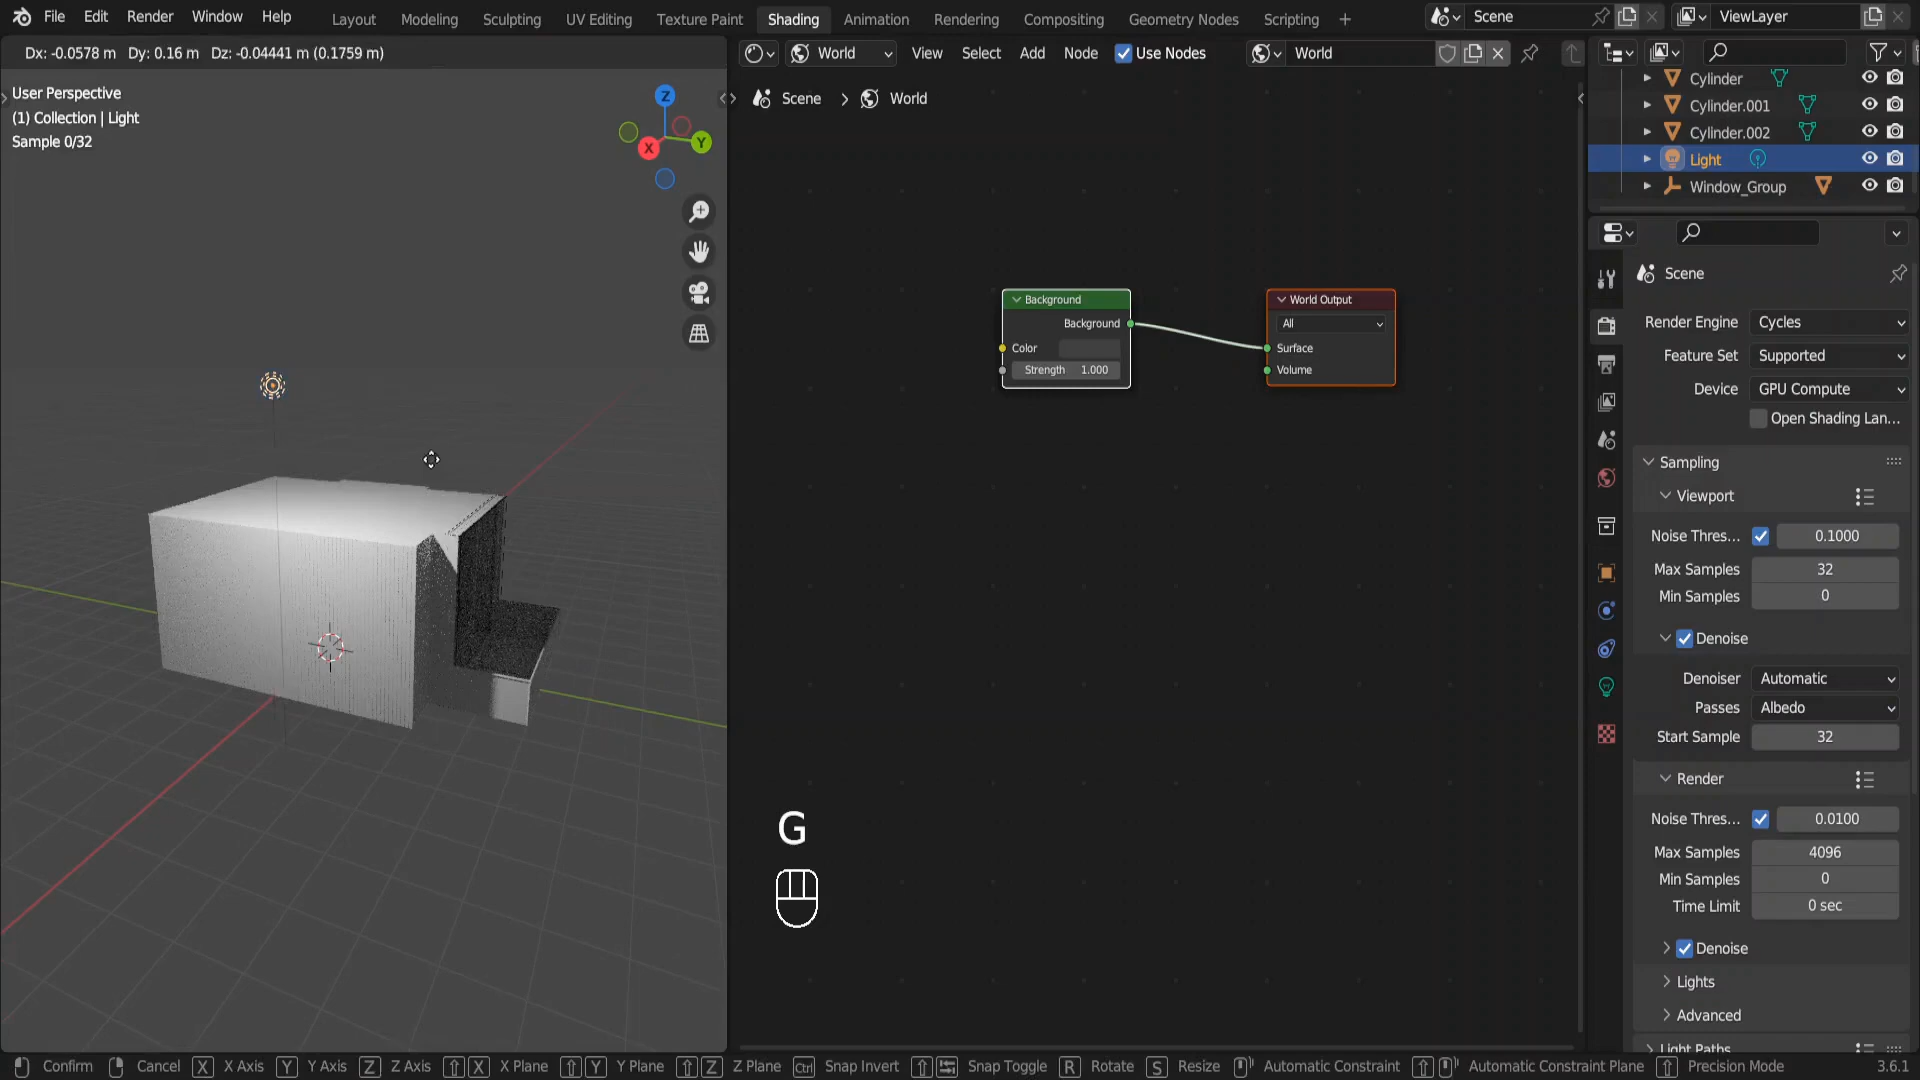 File Edit Render Window Help
Layout Modeling Sculpting UV Editing Texture Paint Shading Animation Rendering Compositing Geometry Nodes Scripting +
Scene
ViewLayer
Dx: -0.0578 m Dy: 0.16 m Dz: -0.04441 m (0.1759 m)
World View Select Add Node Use Nodes World
User Perspective
(1) Collection | Light
Sample 0/32
Z
X
Y
Scene > World
Background
Background
Color
Strength 1.000
World Output
All
Surface
Volume
G
Cylinder
Cylinder.001
Cylinder.002
Light
Window_Group
Scene
Render Engine Cycles
Feature Set Supported
Device GPU Compute
Open Shading Lan...
Sampling
Viewport
Noise Thres... 0.1000
Max Samples 32
Min Samples 0
Denoise
Denoiser Automatic
Passes Albedo
Start Sample 32
Render
Noise Thres... 0.0100
Max Samples 4096
Min Samples 0
Time Limit 0 sec
Denoise
Lights
Advanced
Light Paths
Confirm Cancel X X Axis Y Y Axis Z Z Axis X X Plane Y Y Plane Z Z Plane Ctrl Snap Invert Snap Toggle R Rotate S Resize Automatic Constraint Automatic Constraint Plane Precision Mode 3.6.1